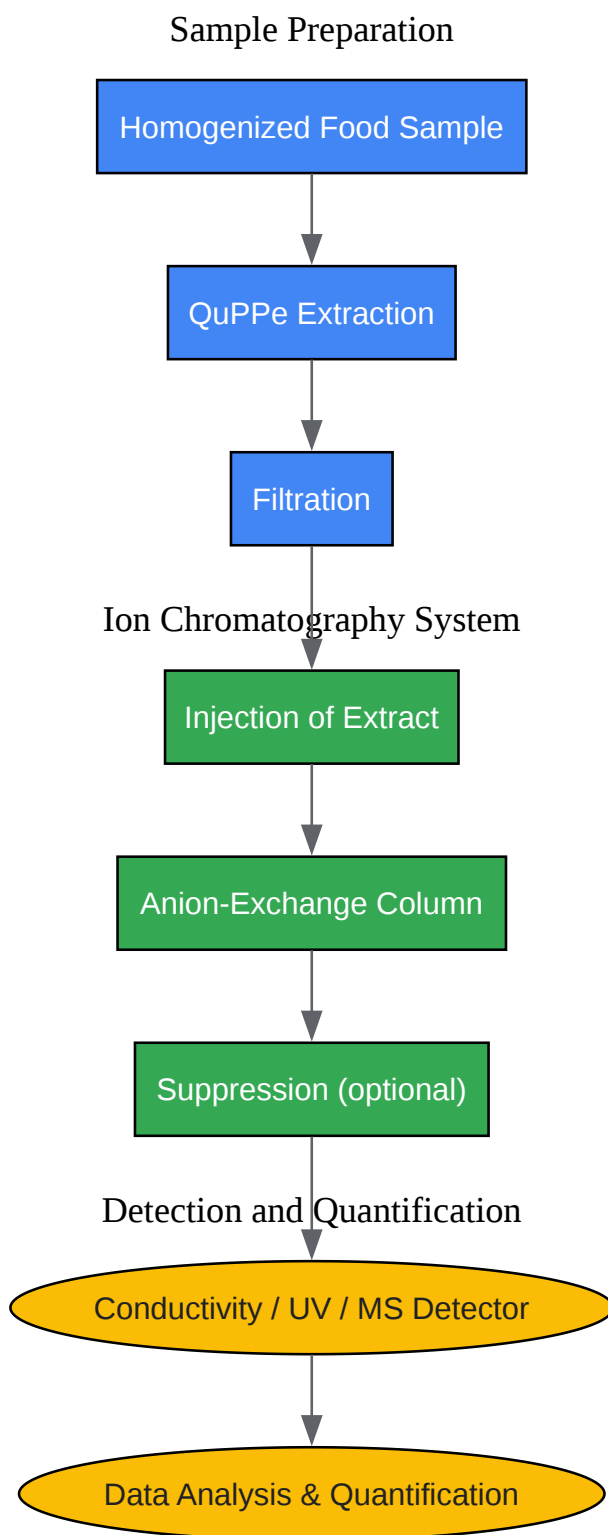 Sample Preparation
Homogenized Food Sample
QuPPe Extraction
Filtration
Ion Chromatography System
Injection of Extract
Anion-Exchange Column
Suppression (optional)
Detection and Quantification
Conductivity / UV / MS Detector
Data Analysis & Quantification